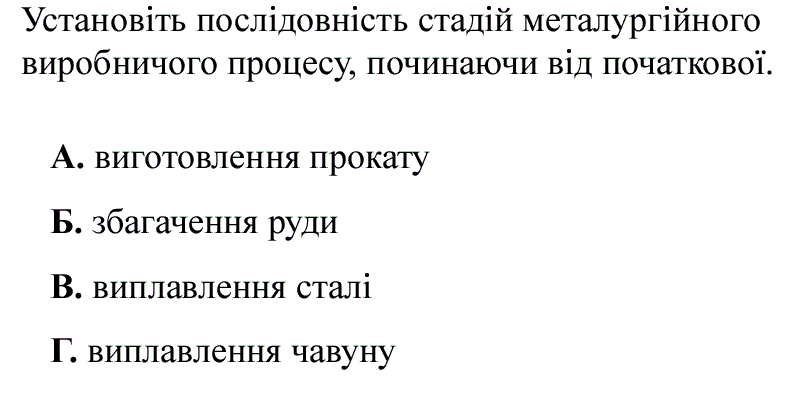 Установіть послідовність стадій металургійного
виробничого процесу, починаючи від початкової.
А. виготовлення прокату
Б. збагачення руди
В. виплавлення сталі
Г. виплавлення чавуну